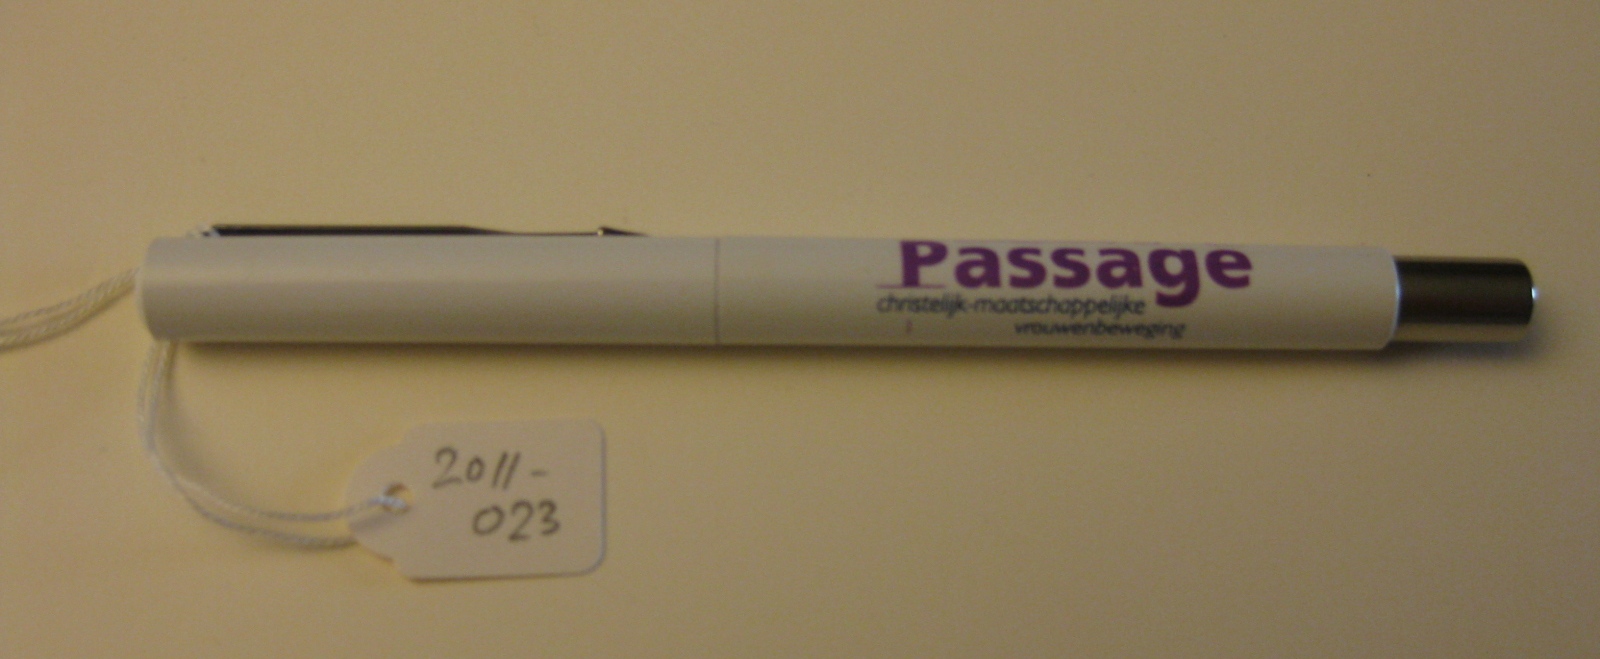 Passage
christelijk-maatschappelijke
vrouwenbeweging
2011-
023